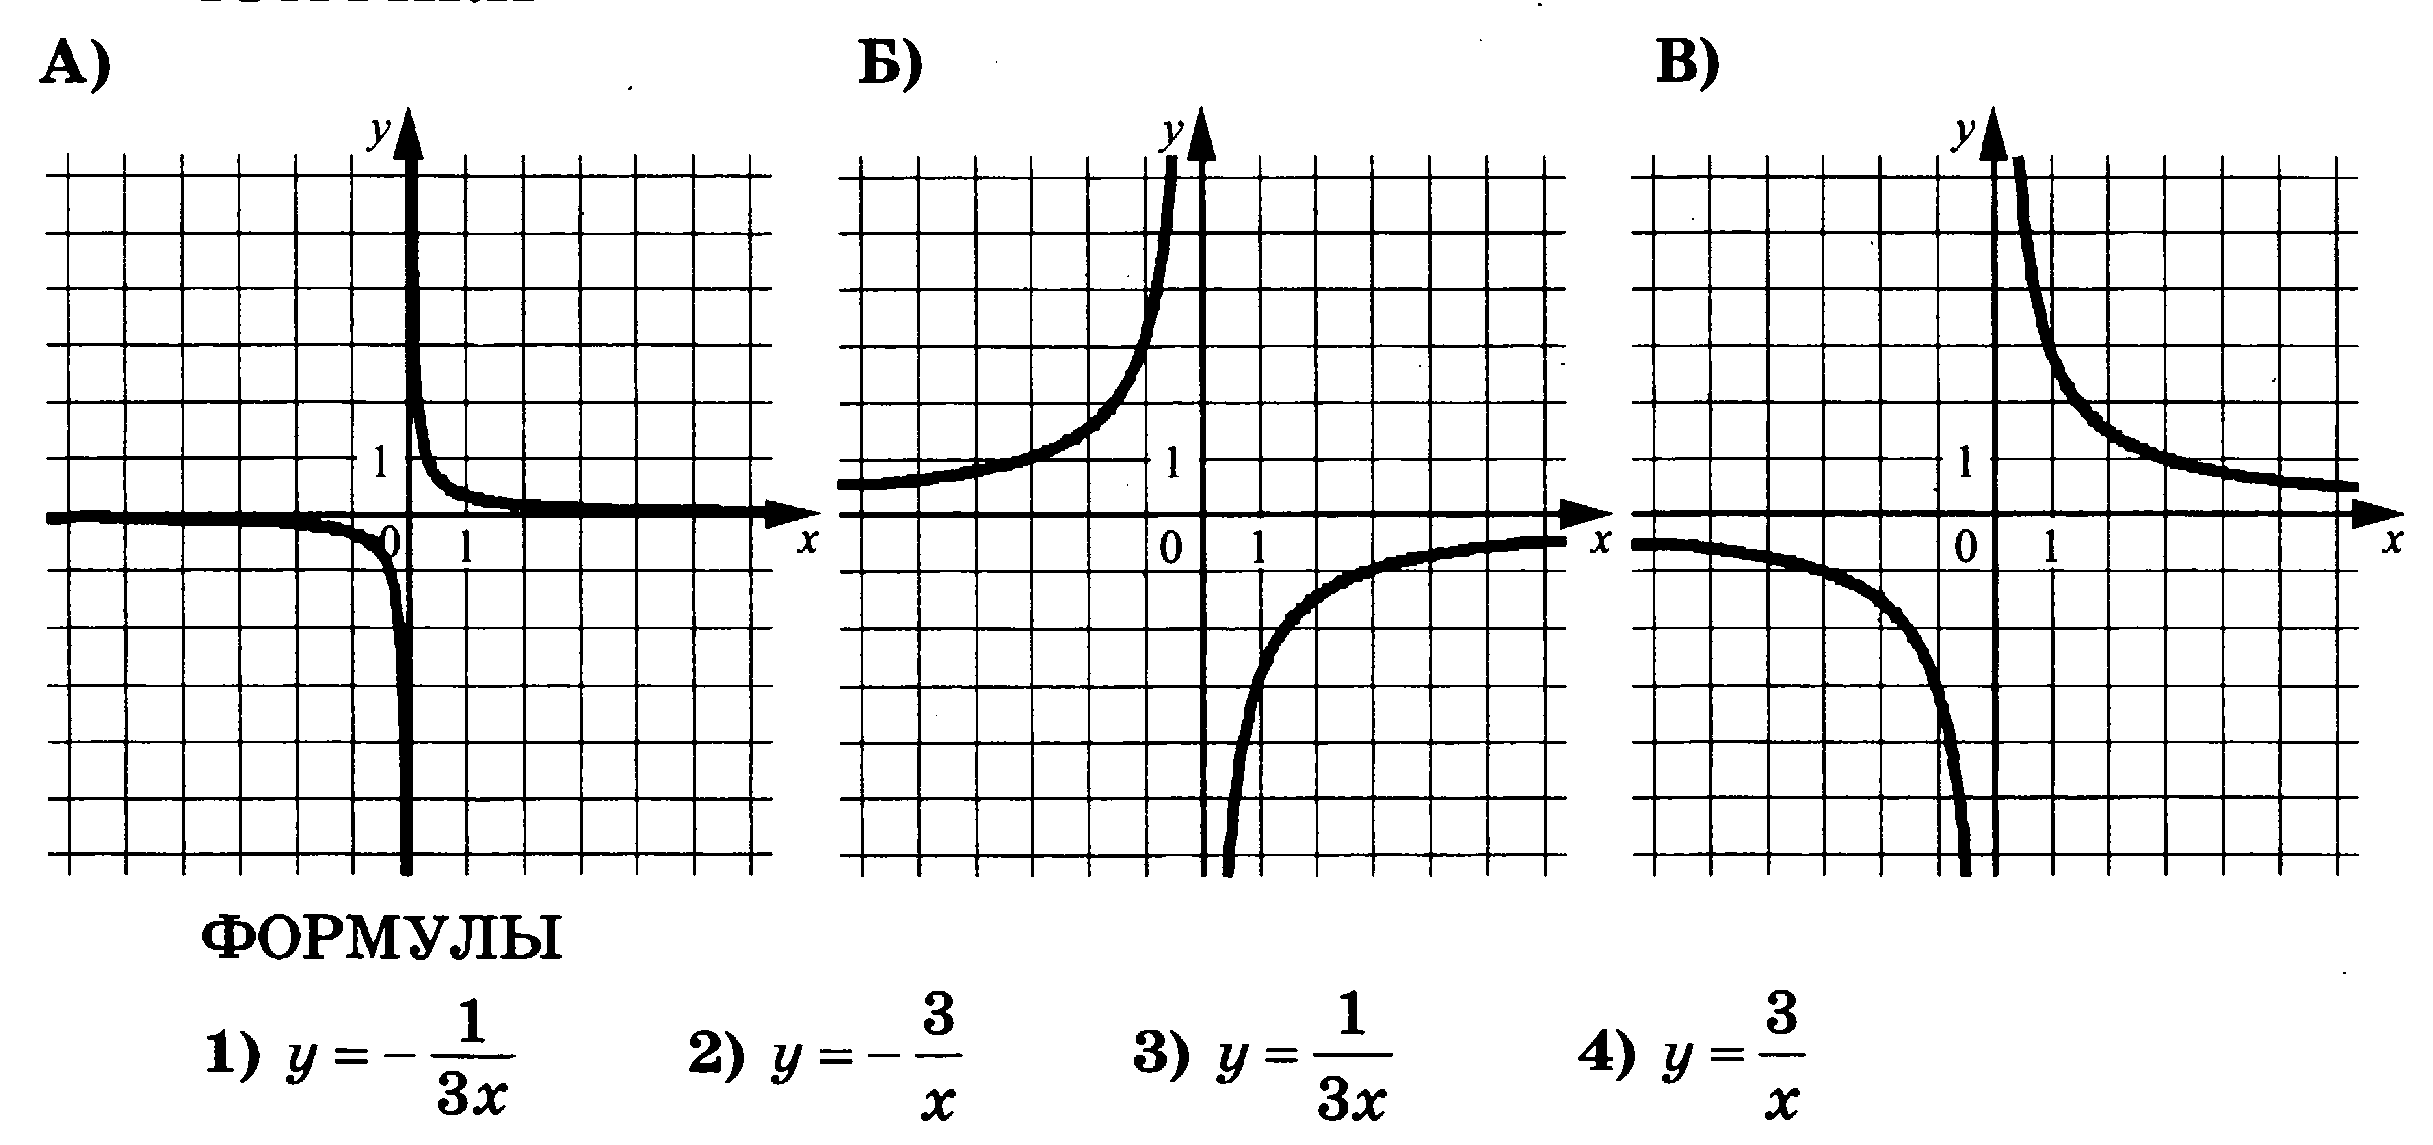 А) Б) В)
y y y
1 1 1
0 1 x 0 1 x 0 1 x
ФОРМУЛЫ
1) y = − 1/(3x) 2) y = − 3/x 3) y = 1/(3x) 4) y = 3/x